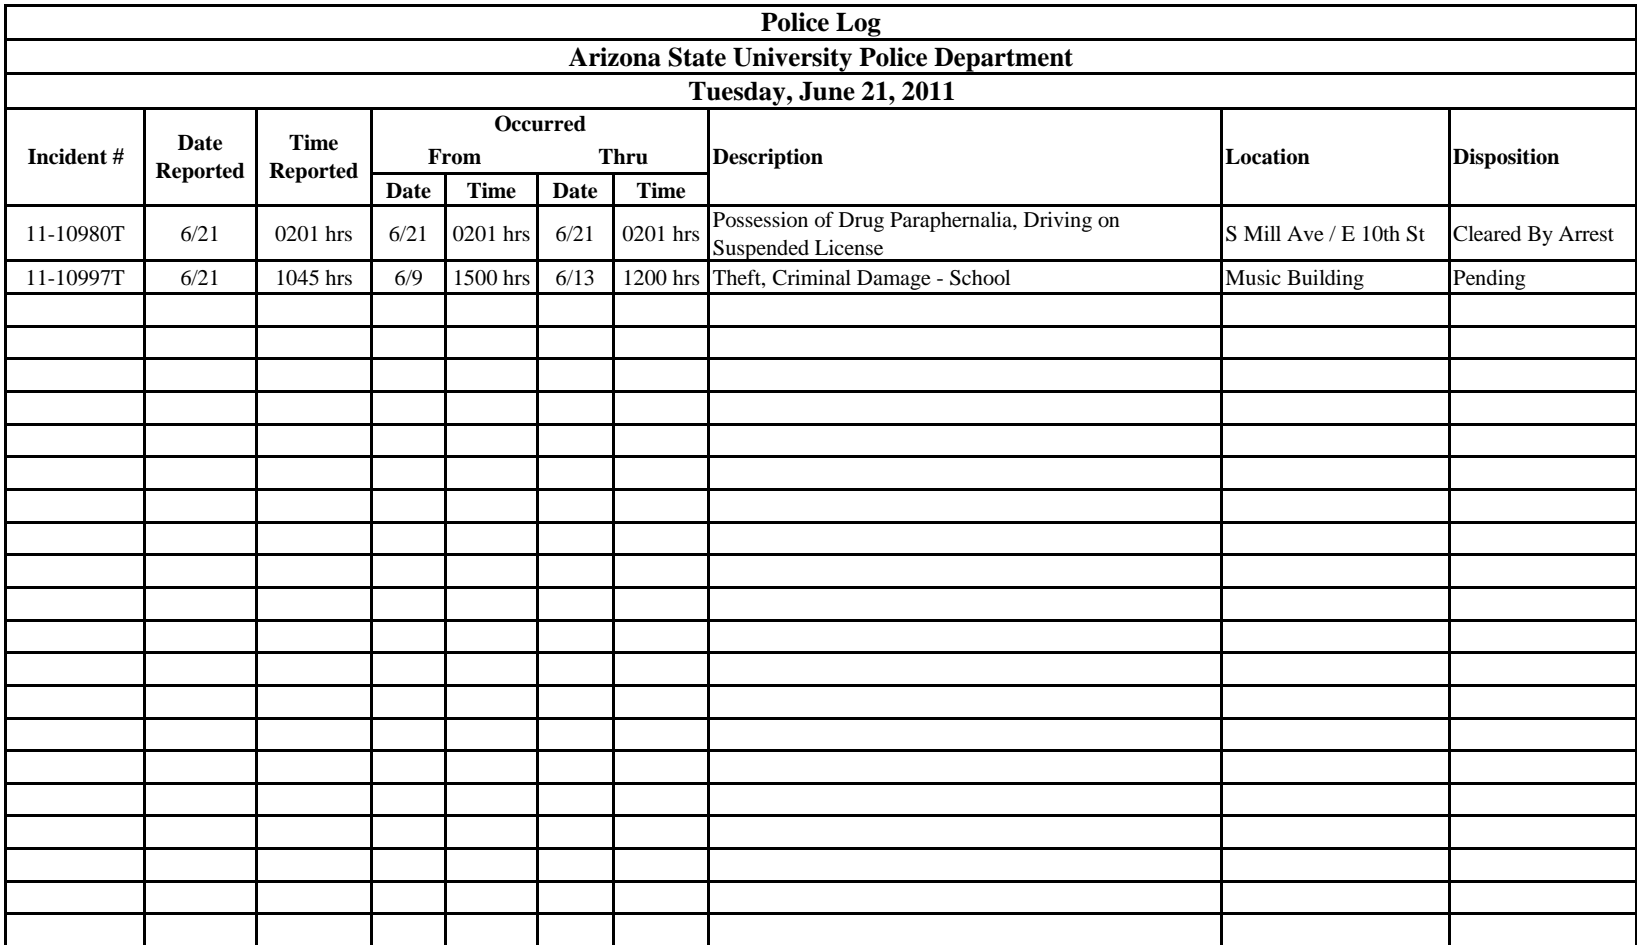 Police Log
Arizona State University Police Department
Tuesday, June 21, 2011
Incident # Date Reported Time Reported Occurred Description Location Disposition
From Thru
Date Time Date Time
11-10980T 6/21 0201 hrs 6/21 0201 hrs 6/21 0201 hrs Possession of Drug Paraphernalia, Driving on Suspended License S Mill Ave / E 10th St Cleared By Arrest
11-10997T 6/21 1045 hrs 6/9 1500 hrs 6/13 1200 hrs Theft, Criminal Damage - School Music Building Pending